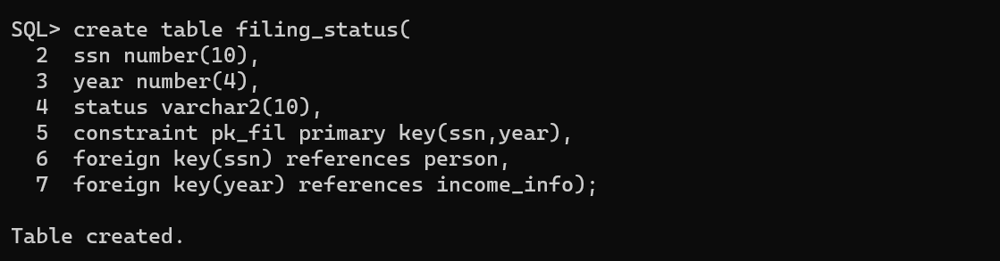 SQL> create table filing_status(
  2  ssn number(10),
  3  year number(4),
  4  status varchar2(10),
  5  constraint pk_fil primary key(ssn,year),
  6  foreign key(ssn) references person,
  7  foreign key(year) references income_info);
Table created.